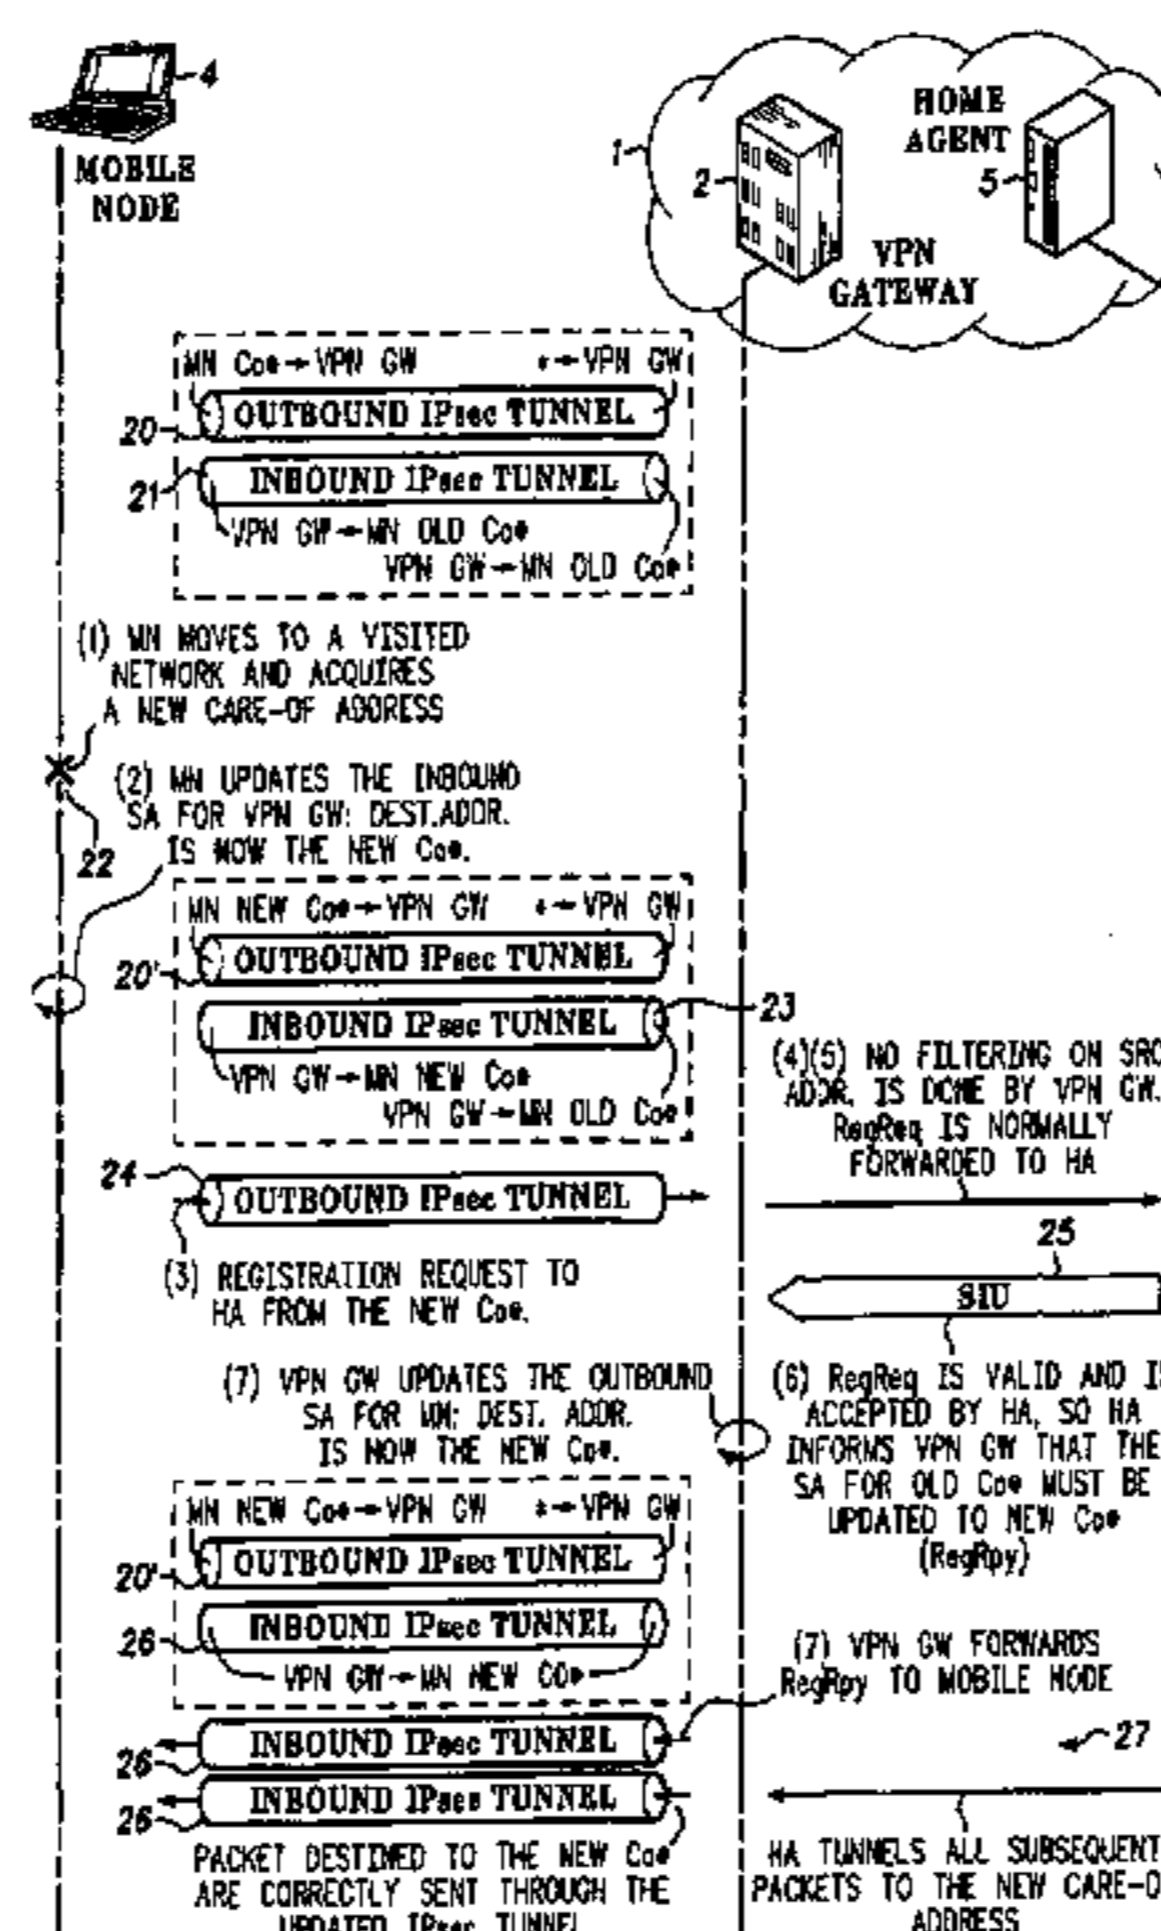 4
MOBILE
NODE
1
2
HOME
AGENT
5
VPN
GATEWAY
MN Coa→VPN GW *→VPN GW
20 OUTBOUND IPsec TUNNEL
21 INBOUND IPsec TUNNEL
VPN GW→MN OLD Coa
VPN GW→MN OLD Coa
(1) MN MOVES TO A VISITED
NETWORK AND ACQUIRES
A NEW CARE-OF ADDRESS
(2) MN UPDATES THE INBOUND
SA FOR VPN GW: DEST.ADDR.
IS NOW THE NEW Coa.
22
MN NEW Coa→VPN GW *→VPN GW
20' OUTBOUND IPsec TUNNEL
INBOUND IPsec TUNNEL 23
VPN GW→MN NEW Coa
VPN GW→MN OLD Coa
(4)(5) NO FILTERING ON SRC
ADDR. IS DONE BY VPN GW.
RegReq IS NORMALLY
FORWARDED TO HA
24 OUTBOUND IPsec TUNNEL
(3) REGISTRATION REQUEST TO
HA FROM THE NEW Coa.
25
SIU
(7) VPN GW UPDATES THE OUTBOUND
SA FOR MN: DEST. ADDR.
IS NOW THE NEW Coa.
(6) RegReq IS VALID AND IS
ACCEPTED BY HA, SO HA
INFORMS VPN GW THAT THE
SA FOR OLD Coa MUST BE
UPDATED TO NEW Coa
(RegRpy)
MN NEW Coa→VPN GW *→VPN GW
20' OUTBOUND IPsec TUNNEL
26 INBOUND IPsec TUNNEL
VPN GW→MN NEW COa
(7) VPN GW FORWARDS
RegRpy TO MOBILE NODE
26 INBOUND IPsec TUNNEL
27
26 INBOUND IPsec TUNNEL
PACKET DESTINED TO THE NEW Coa
ARE CORRECTLY SENT THROUGH THE
UPDATED IPsec TUNNEL
HA TUNNELS ALL SUBSEQUENT
PACKETS TO THE NEW CARE-O
ADDRESS